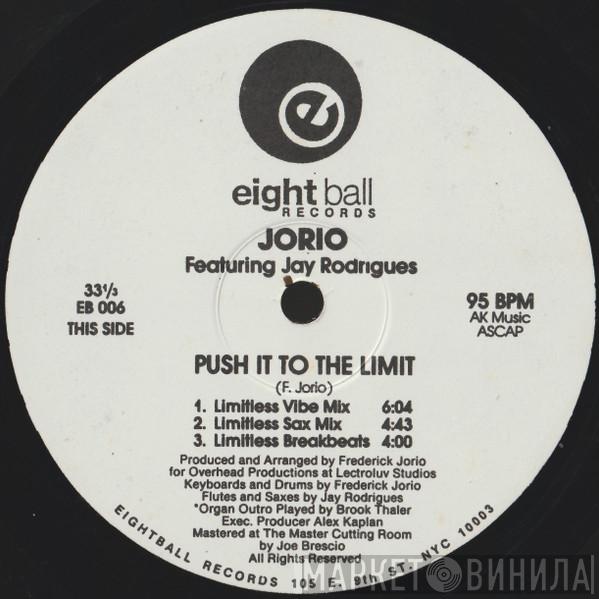 e
eight ball
RECORDS
JORIO
Featuring Jay Rodrigues
33⅓
EB 006
THIS SIDE
95 BPM
AK Music
ASCAP
PUSH IT TO THE LIMIT
(F. Jorio)
1. Limitless Vibe Mix 6:04
2. Limitless Sax Mix 4:43
3. Limitless Breakbeats 4:00
Produced and Arranged by Frederick Jorio
for Overhead Productions at Lectroluv Studios
Keyboards and Drums by Frederick Jorio
Flutes and Saxes by Jay Rodrigues
*Organ Outro Played by Brook Thaler
Exec. Producer Alex Kaplan
Mastered at The Master Cutting Room
by Joe Brescio
All Rights Reserved
EIGHTBALL RECORDS 105 E. 9th ST. NYC 10003
МАРКЕТ ВИНИЛА